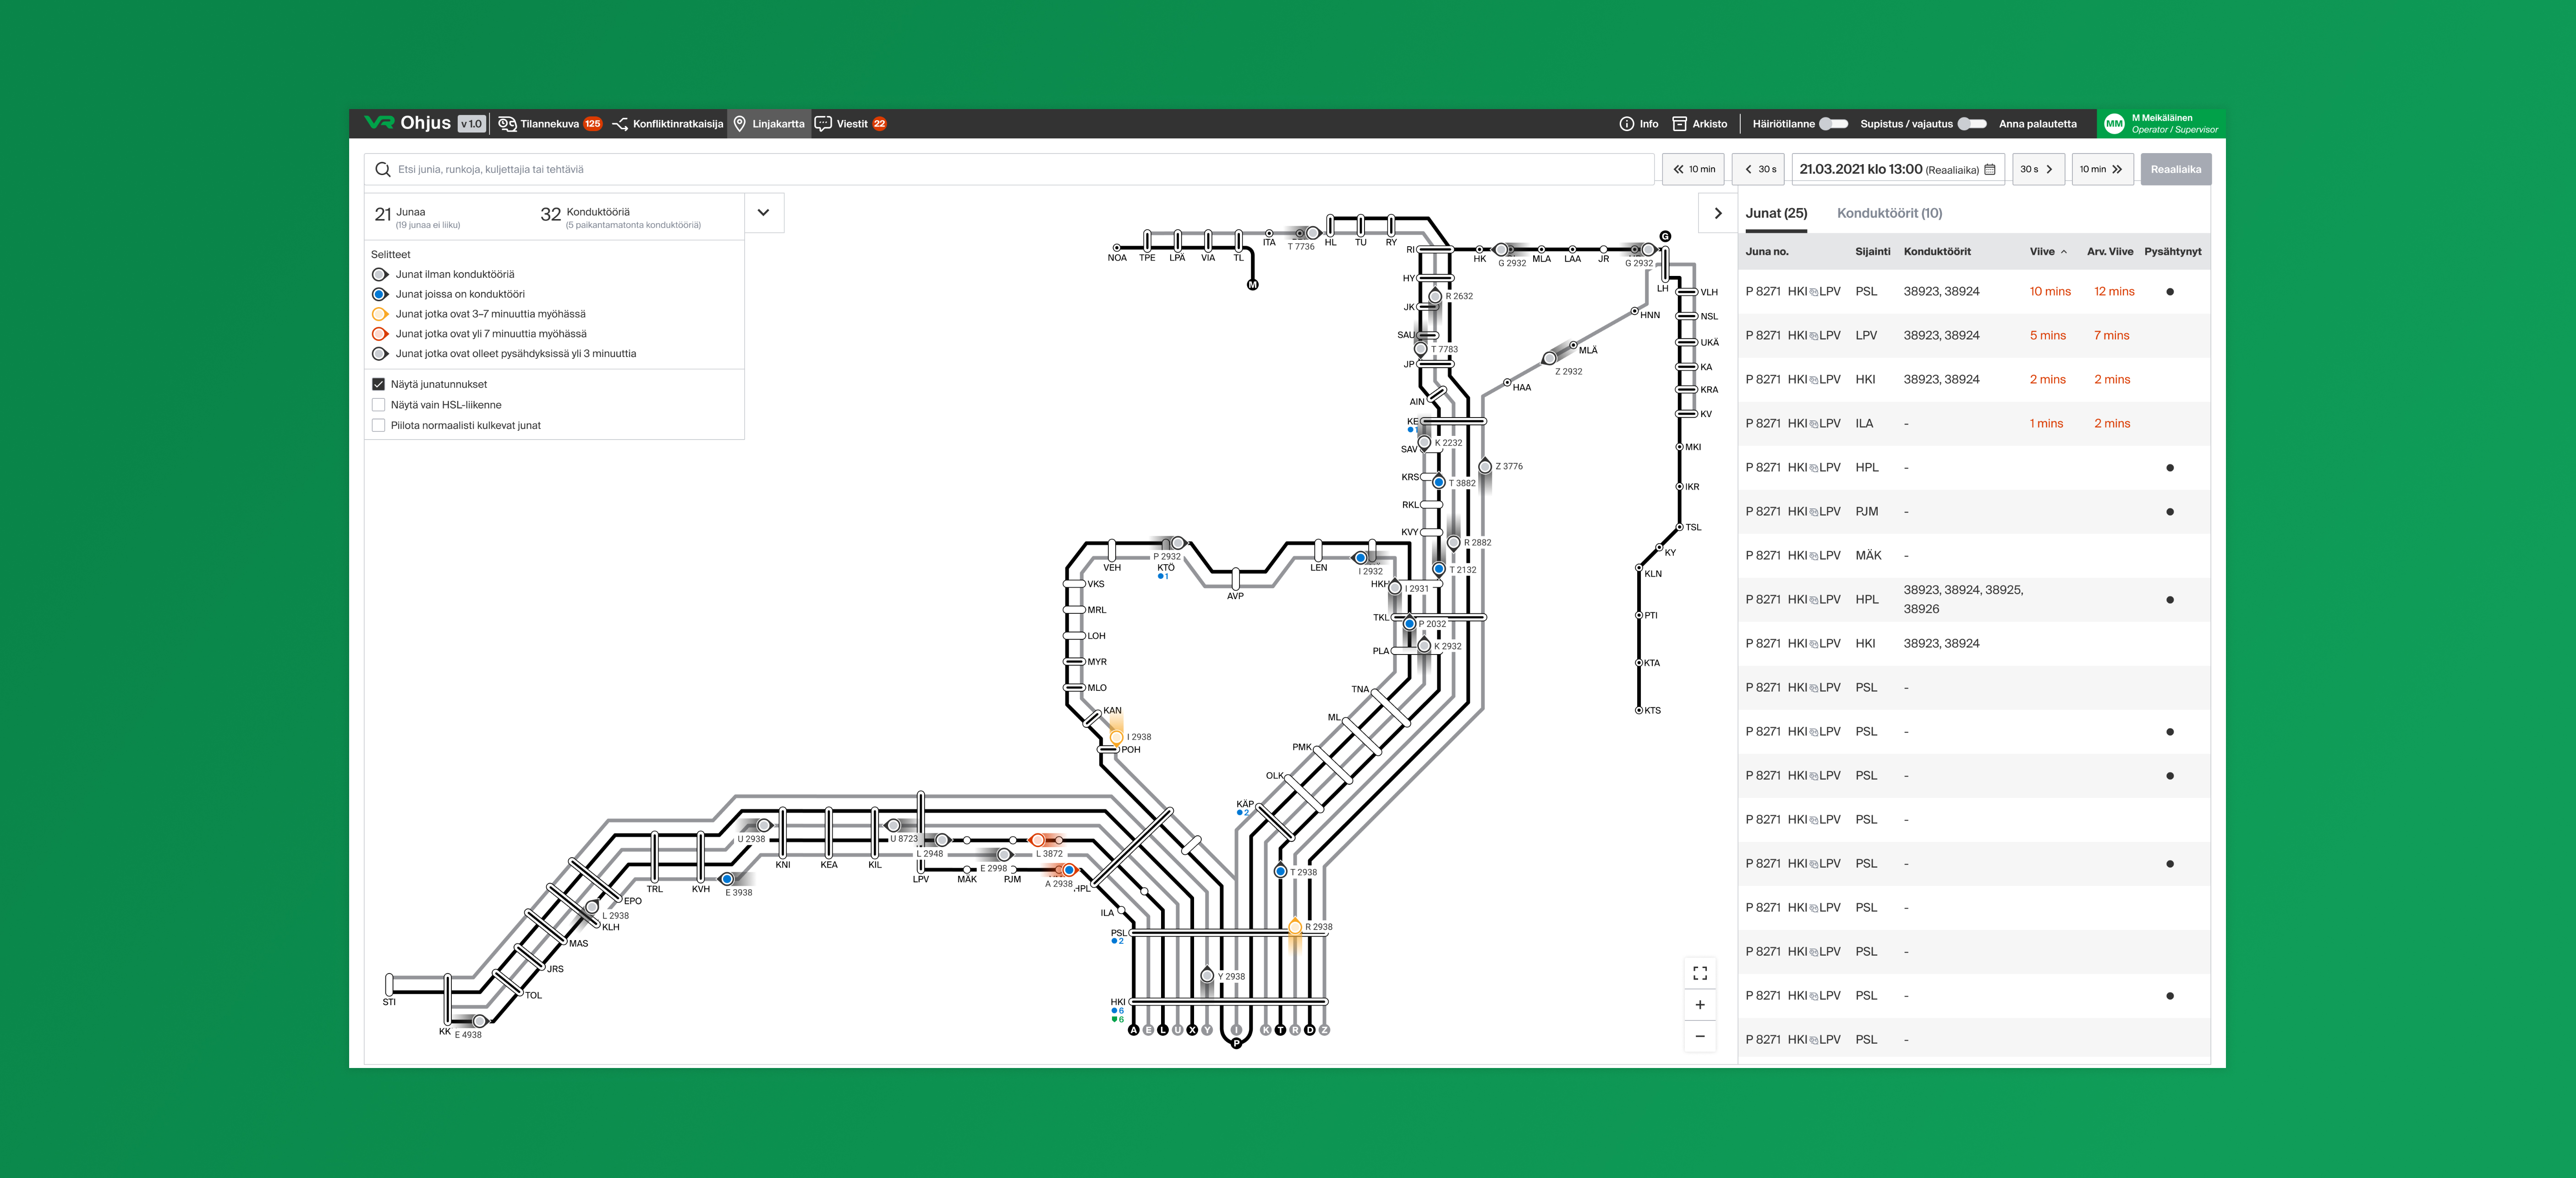 VR Ohjus v 1.0 Tilannekuva 125 Konfliktinratkaisija Linjakartta Viestit 22 Info Arkisto Häiriötilanne Supistus / vajautus Anna palautetta MM M Meikäläinen
Operator / Supervisor
Etsi junia, runkoja, kuljettajia tai tehtäviä
10 min 30 s 21.03.2021 klo 13:00 (Reaaliaika) 30 s 10 min Reaaliaika
21 Junaa
(19 junaa ei liiku)
32 Konduktööriä
(5 paikantamatonta konduktööriä)
Selitteet
Junat ilman konduktööriä
Junat joissa on konduktööri
Junat jotka ovat 3–7 minuuttia myöhässä
Junat jotka ovat yli 7 minuuttia myöhässä
Junat jotka ovat olleet pysähdyksissä yli 3 minuuttia
Näytä junatunnukset
Näytä vain HSL-liikenne
Piilota normaalisti kulkevat junat
NOA TPE LPÄ VIA TL
M
ITA
T 7736
HL TU RY
RI
HK
G 2932
MLA LAA JR
G 2932
G
LH
HY
R 2632
JK
SAU
T 7783
JP
AIN
KE
1
K 2232
SAV
KRS
T 3882
RKL
KVY
R 2882
T 2132
Z 3776
HAA
Z 2932
MLÄ
HNN
VLH
NSL
UKÄ
KA
KRA
KV
MKI
IKR
TSL
KY
KLN
PTI
KTA
KTS
VEH
P 2932
KTÖ
1
AVP
LEN
I 2932
HKH
I 2931
TKL
P 2032
PLA
K 2932
VKS
MRL
LOH
MYR
MLO
KAN
I 2938
POH
TNA
ML
PMK
OLK
KÄP
2
U 2938
KNI KEA KIL
U 8723
L 2948
L 3872
LPV MÄK
E 2998
PJM
A 2938
HPL
ILA
TRL KVH
E 3938
EPO
L 2938
KLH
MAS
JRS
TOL
STI
KK
E 4938
T 2938
PSL
2
R 2938
Y 2938
HKI
6
6
A E L U X Y I K T R D Z
P
Junat (25) Konduktöörit (10)
Juna no. Sijainti Konduktöörit Viive Arv. Viive Pysähtynyt
P 8271 HKI LPV PSL 38923, 38924 10 mins 12 mins
P 8271 HKI LPV LPV 38923, 38924 5 mins 7 mins
P 8271 HKI LPV HKI 38923, 38924 2 mins 2 mins
P 8271 HKI LPV ILA - 1 mins 2 mins
P 8271 HKI LPV HPL -
P 8271 HKI LPV PJM -
P 8271 HKI LPV MÄK -
P 8271 HKI LPV HPL 38923, 38924, 38925,
38926
P 8271 HKI LPV HKI 38923, 38924
P 8271 HKI LPV PSL -
P 8271 HKI LPV PSL -
P 8271 HKI LPV PSL -
P 8271 HKI LPV PSL -
P 8271 HKI LPV PSL -
P 8271 HKI LPV PSL -
P 8271 HKI LPV PSL -
P 8271 HKI LPV PSL -
P 8271 HKI LPV PSL -